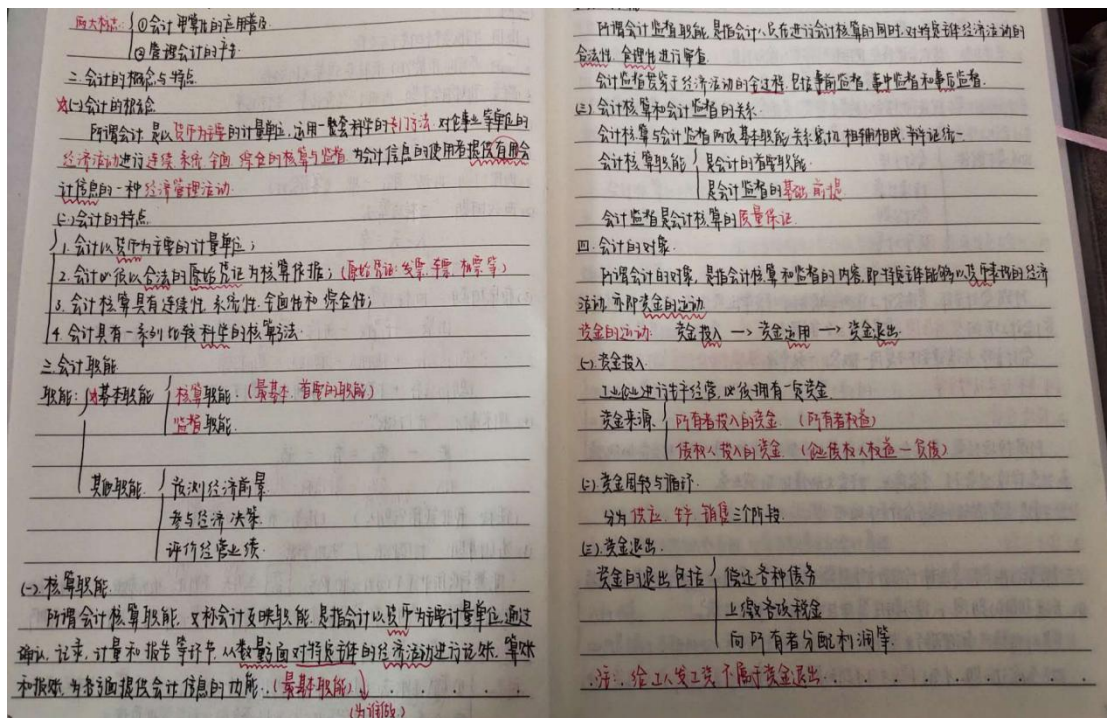 两大标志：①会计电算化的应用普及
②管理会计的产生
二.会计的概念与特点
(一)会计的概念
所谓会计,是以货币为主要的计量单位,运用一整套科学的专门方法,对企事业等单位的
经济活动进行连续.系统.全面.综合的核算与监督,为会计信息的使用者提供有用会
计信息的一种经济管理活动.
(二)会计的特点
1.会计以货币为主要的计量单位；
2.会计必须以合法的原始凭证为核算依据；(原始凭证:发票.车票.机票等)
3.会计核算具有连续性.系统性.全面性和综合性；
4.会计具有一系列比较科学的核算方法.
三.会计职能
职能：基本职能 核算职能：(最基本.首要的职能)
监督职能.
其他职能. 预测经济前景.
参与经济决策.
评价经营业绩.
(一).核算职能.
所谓会计核算职能,又称会计反映职能,是指会计以货币为主要计量单位,通过
确认.记录.计量和报告等环节,从数量方面对特定主体的经济活动进行记账.算账
和报账,为各方面提供会计信息的功能.(最基本职能)
(为谁做.)
所谓会计监督职能,是指会计人员在进行会计核算的同时,对特定主体经济活动的
合法性.合理性进行审查.
会计监督贯穿于经济活动的全过程,包括事前监督.事中监督和事后监督.
(三)会计核算和会计监督的关系.
会计核算与会计监督两项基本职能关系密切.相辅相成.辩证统一
会计核算职能 是会计的首要职能.
是会计监督的基础.前提
会计监督是会计核算的质量保证.
四.会计的对象.
所谓会计的对象,是指会计核算和监督的内容,即特定主体能够以货币表现的经济
活动.亦即资金的运动.
资金的运动: 资金投入 —> 资金运用 —> 资金退出.
(一).资金投入.
工业企业进行生产经营,必须拥有一定资金.
资金来源. 所有者投入的资金. (所有者权益)
债权人投入的资金. (企业债权人权益—负债)
(二).资金周转与循环.
分为供应.生产.销售三个阶段.
(三).资金退出.
资金的退出包括 偿还各种债务
上缴各项税金
向所有者分配利润等.
注:.给工人发工资不属于资金退出.